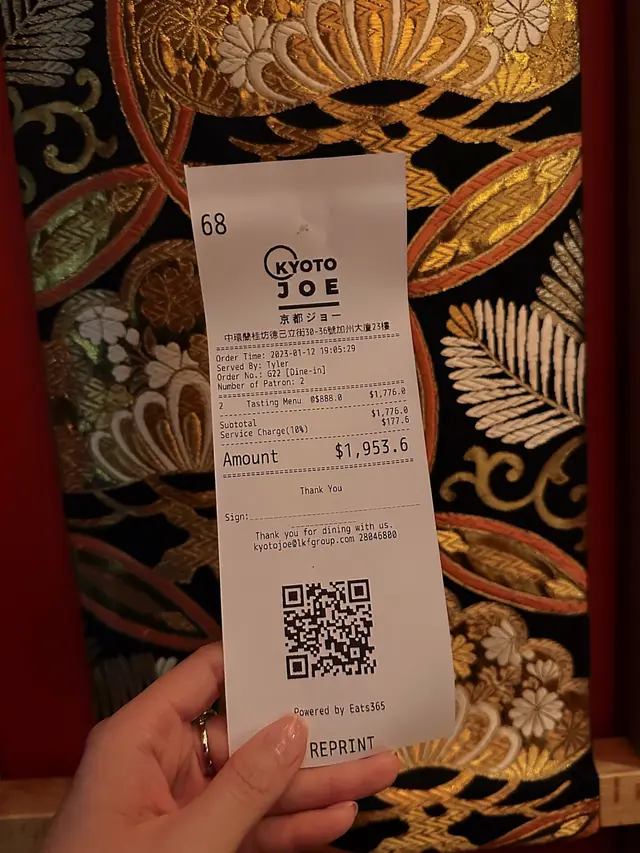 68
KYOTO
JOE
京都ジョー
中環蘭桂坊德己立街30-36號加州大廈23樓
Order Time: 2023-01-12 19:05:29
Served By: Tyler
Order No.: G22 [Dine-in]
Number of Patron: 2
2 Tasting Menu @$888.0 $1,776.0
Subtotal $1,776.0
Service Charge(10%) $177.6
Amount $1,953.6
Thank You
Sign:
Thank you for dining with us.
kyotojoe@lkfgroup.com 28046800
Powered by Eats365
REPRINT